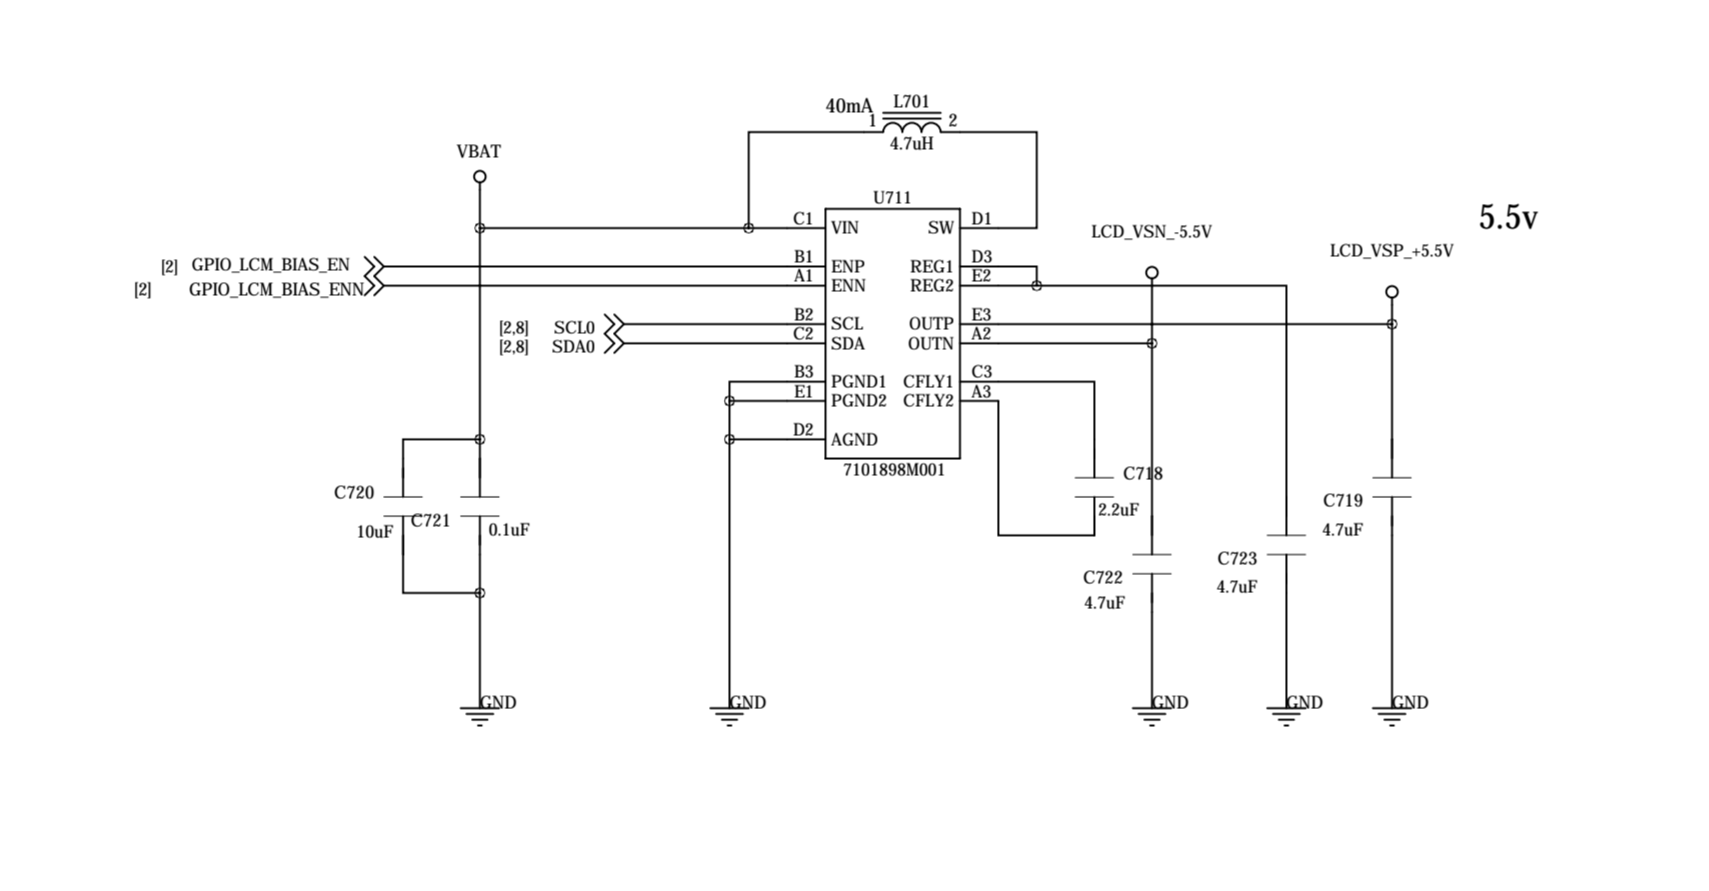 40mA
L701
1
2
4.7uH
VBAT
U711
5.5v
C1
VIN
SW
D1
LCD_VSN_-5.5V
LCD_VSP_+5.5V
[2] GPIO_LCM_BIAS_EN
B1
ENP
REG1
D3
[2] GPIO_LCM_BIAS_ENN
A1
ENN
REG2
E2
[2,8] SCL0
B2
SCL
OUTP
E3
[2,8] SDA0
C2
SDA
OUTN
A2
B3
PGND1
CFLY1
C3
E1
PGND2
CFLY2
A3
D2
AGND
7101898M001
C718
2.2uF
C720
10uF
C721
0.1uF
C719
4.7uF
C723
4.7uF
C722
4.7uF
GND
GND
GND
GND
GND